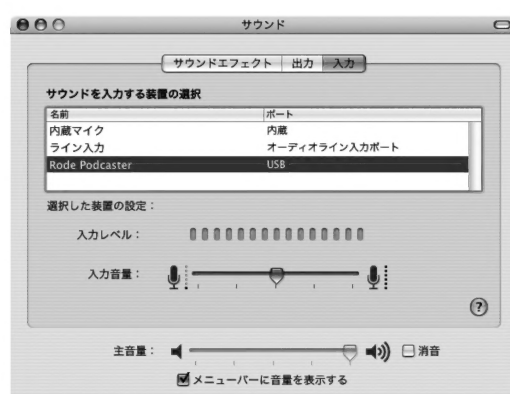 サウンド
サウンドエフェクト 出力 入力
サウンドを入力する装置の選択
名前 ポート
内蔵マイク 内蔵
ライン入力 オーディオライン入力ポート
Rode Podcaster USB
選択した装置の設定：
入力レベル：
入力音量：
?
主音量： 消音
メニューバーに音量を表示する